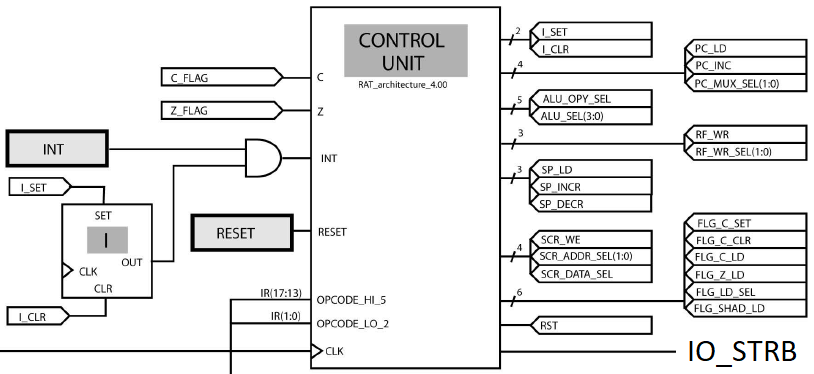 CONTROL
UNIT
RAT_architecture_4.00
C_FLAG
C
Z_FLAG
Z
INT
INT
I_SET
SET
I
OUT
CLK
CLR
I_CLR
RESET
RESET
IR(17:13)
OPCODE_HI_5
IR(1:0)
OPCODE_LO_2
CLK
2
I_SET
I_CLR
4
PC_LD
PC_INC
PC_MUX_SEL(1:0)
5
ALU_OPY_SEL
ALU_SEL(3:0)
3
RF_WR
RF_WR_SEL(1:0)
3
SP_LD
SP_INCR
SP_DECR
4
SCR_WE
SCR_ADDR_SEL(1:0)
SCR_DATA_SEL
6
FLG_C_SET
FLG_C_CLR
FLG_C_LD
FLG_Z_LD
FLG_LD_SEL
FLG_SHAD_LD
RST
IO_STRB